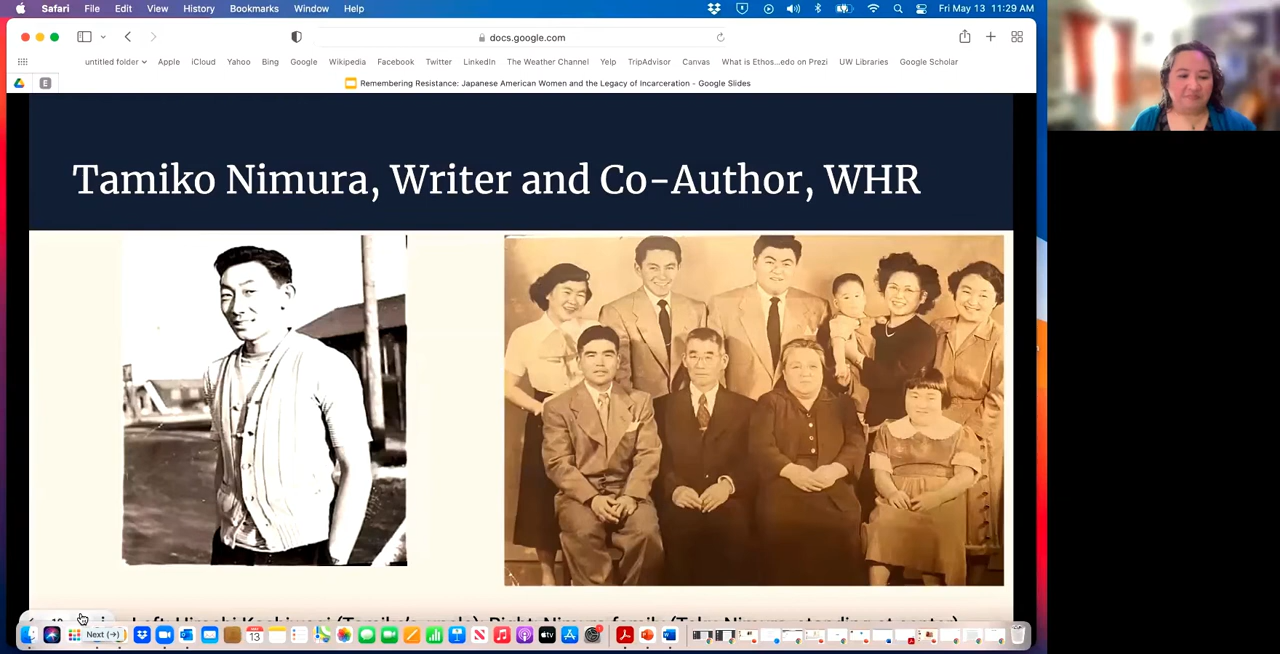 Safari File Edit View History Bookmarks Window Help Fri May 13 11:29 AM
docs.google.com
untitled folder Apple iCloud Yahoo Bing Google Wikipedia Facebook Twitter LinkedIn The Weather Channel Yelp TripAdvisor Canvas What is Ethos...edo on Prezi UW Libraries Google Scholar
E Remembering Resistance: Japanese American Women and the Legacy of Incarceration - Google Slides
Tamiko Nimura, Writer and Co-Author, WHR
Next (→)
13